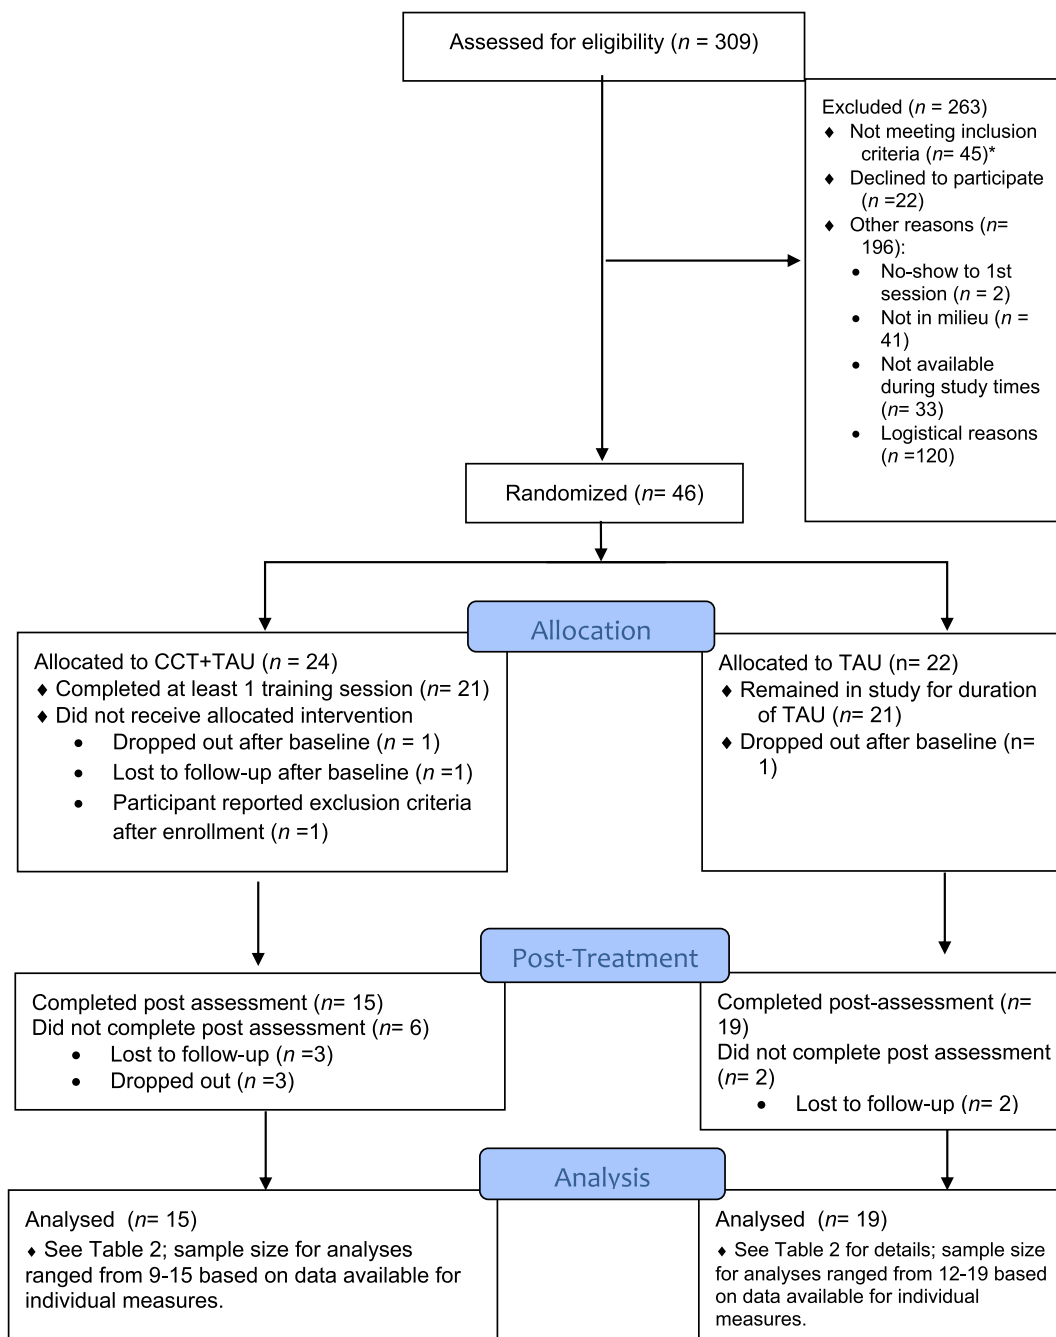 Assessed for eligibility (n = 309)
Excluded (n = 263)
♦ Not meeting inclusion
criteria (n= 45)*
♦ Declined to participate
(n =22)
♦ Other reasons (n=
196):
• No-show to 1st
session (n = 2)
• Not in milieu (n =
41)
• Not available
during study times
(n= 33)
• Logistical reasons
(n =120)
Randomized (n= 46)
Allocation
Allocated to CCT+TAU (n = 24)
♦ Completed at least 1 training session (n= 21)
♦ Did not receive allocated intervention
• Dropped out after baseline (n = 1)
• Lost to follow-up after baseline (n =1)
• Participant reported exclusion criteria
after enrollment (n =1)
Allocated to TAU (n= 22)
♦ Remained in study for duration
of TAU (n= 21)
♦ Dropped out after baseline (n=
1)
Post-Treatment
Completed post assessment (n= 15)
Did not complete post assessment (n= 6)
• Lost to follow-up (n =3)
• Dropped out (n =3)
Completed post-assessment (n=
19)
Did not complete post assessment
(n= 2)
• Lost to follow-up (n= 2)
Analysis
Analysed (n= 15)
♦ See Table 2; sample size for analyses
ranged from 9-15 based on data available for
individual measures.
Analysed (n= 19)
♦ See Table 2 for details; sample size
for analyses ranged from 12-19 based
on data available for individual
measures.